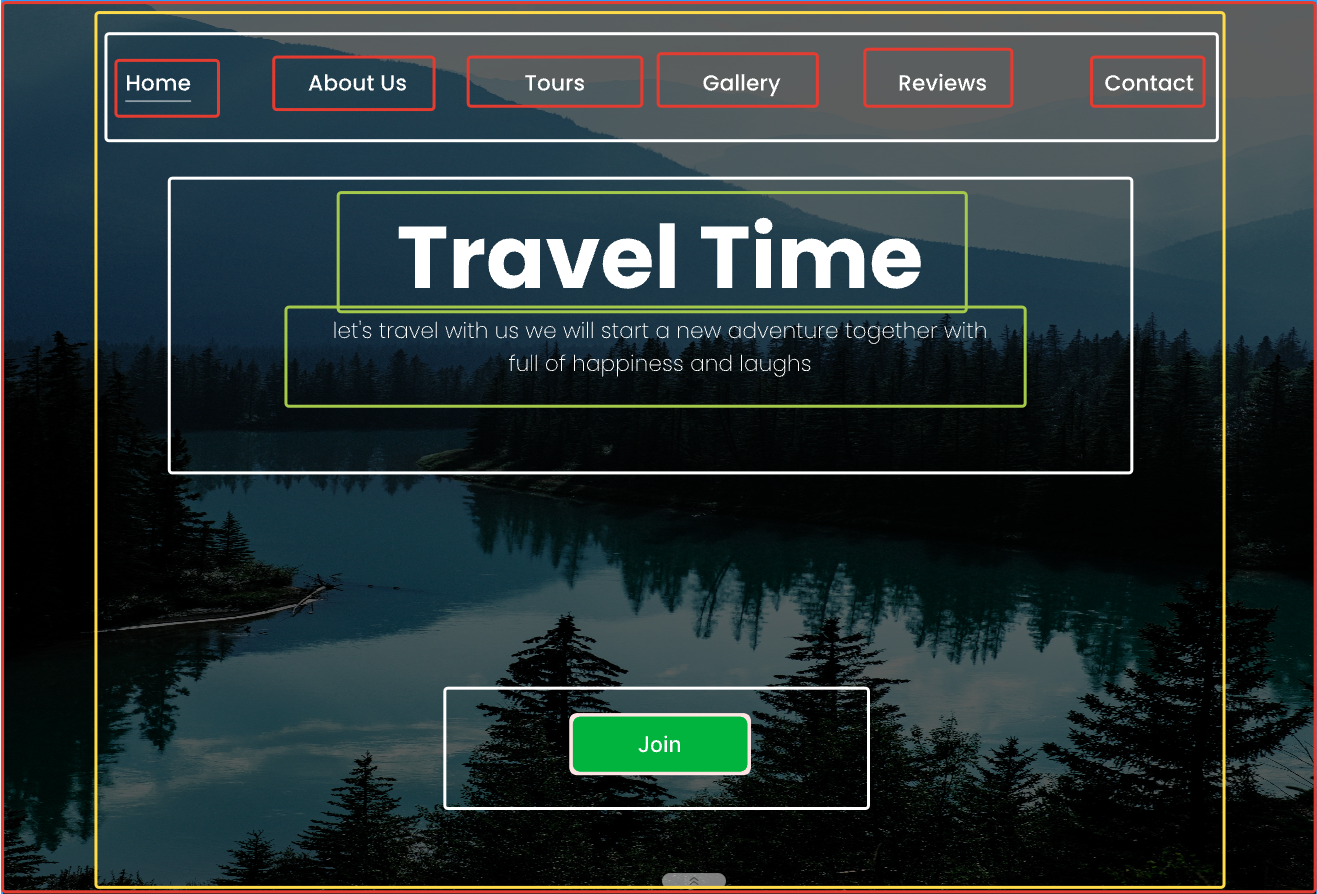 Home
About Us
Tours
Gallery
Reviews
Contact
Travel Time
let's travel with us we will start a new adventure together with
full of happiness and laughs
Join